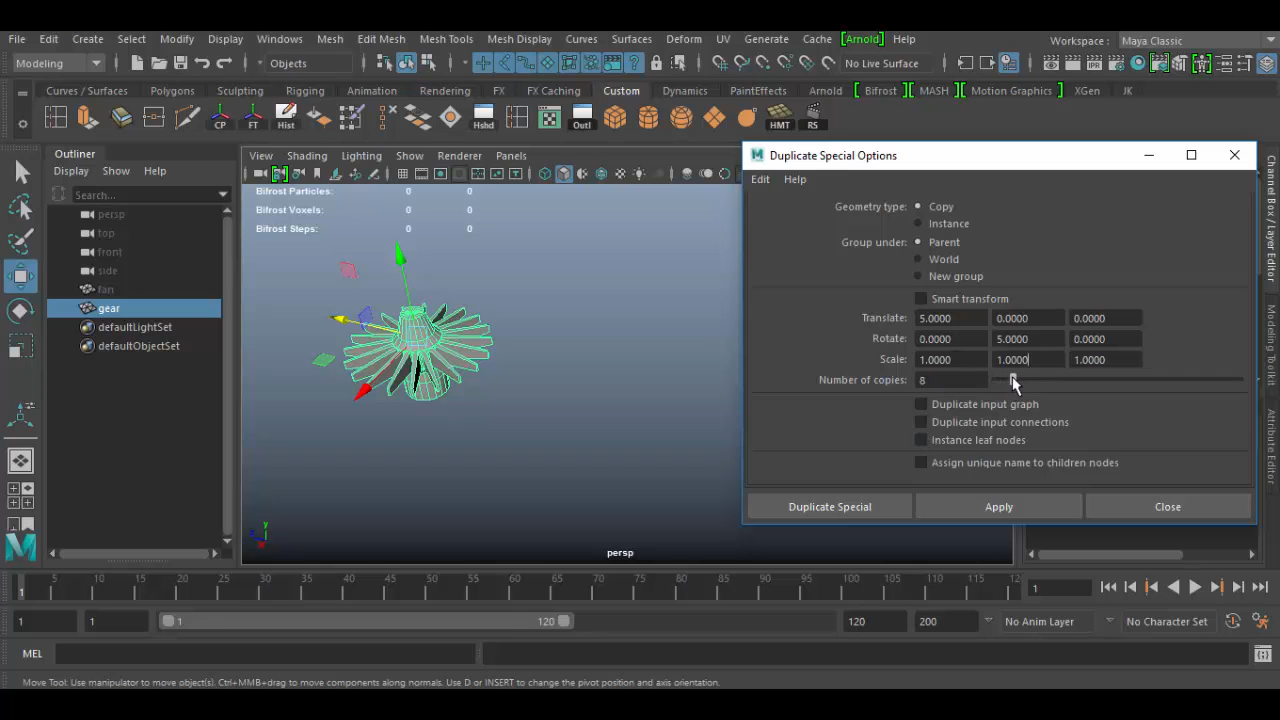 File Edit Create Select Modify Display Windows Mesh Edit Mesh Mesh Tools Mesh Display Curves Surfaces Deform UV Generate Cache [Arnold] Help Workspace : Maya Classic
Modeling Objects No Live Surface
Curves / Surfaces Polygons Sculpting Rigging Animation Rendering FX FX Caching Custom Dynamics PaintEffects Arnold [ Bifrost ] [ MASH ] [ Motion Graphics ] XGen JK
CP FT Hist Hshd Outl HMT RS
Outliner
Display Show Help
Search...
persp
top
front
side
fan
gear
defaultLightSet
defaultObjectSet
View Shading Lighting Show Renderer Panels
Bifrost Particles: 0 0
Bifrost Voxels: 0 0
Bifrost Steps: 0 0
y
persp
Duplicate Special Options
Edit Help
Geometry type: Copy
Instance
Group under: Parent
World
New group
Smart transform
Translate: 5.0000 0.0000 0.0000
Rotate: 0.0000 5.0000 0.0000
Scale: 1.0000 1.0000 1.0000
Number of copies: 8
Duplicate input graph
Duplicate input connections
Instance leaf nodes
Assign unique name to children nodes
Duplicate Special Apply Close
Channel Box / Layer Editor
Modeling Toolkit
Attribute Editor
5 10 15 20 25 30 35 40 45 50 55 60 65 70 75 80 85 90 95 100 105 110 115 12
1 1
1 1 1 120 120 200 No Anim Layer No Character Set
MEL
Move Tool: Use manipulator to move object(s). Ctrl+MMB+drag to move components along normals. Use D or INSERT to change the pivot position and axis orientation.